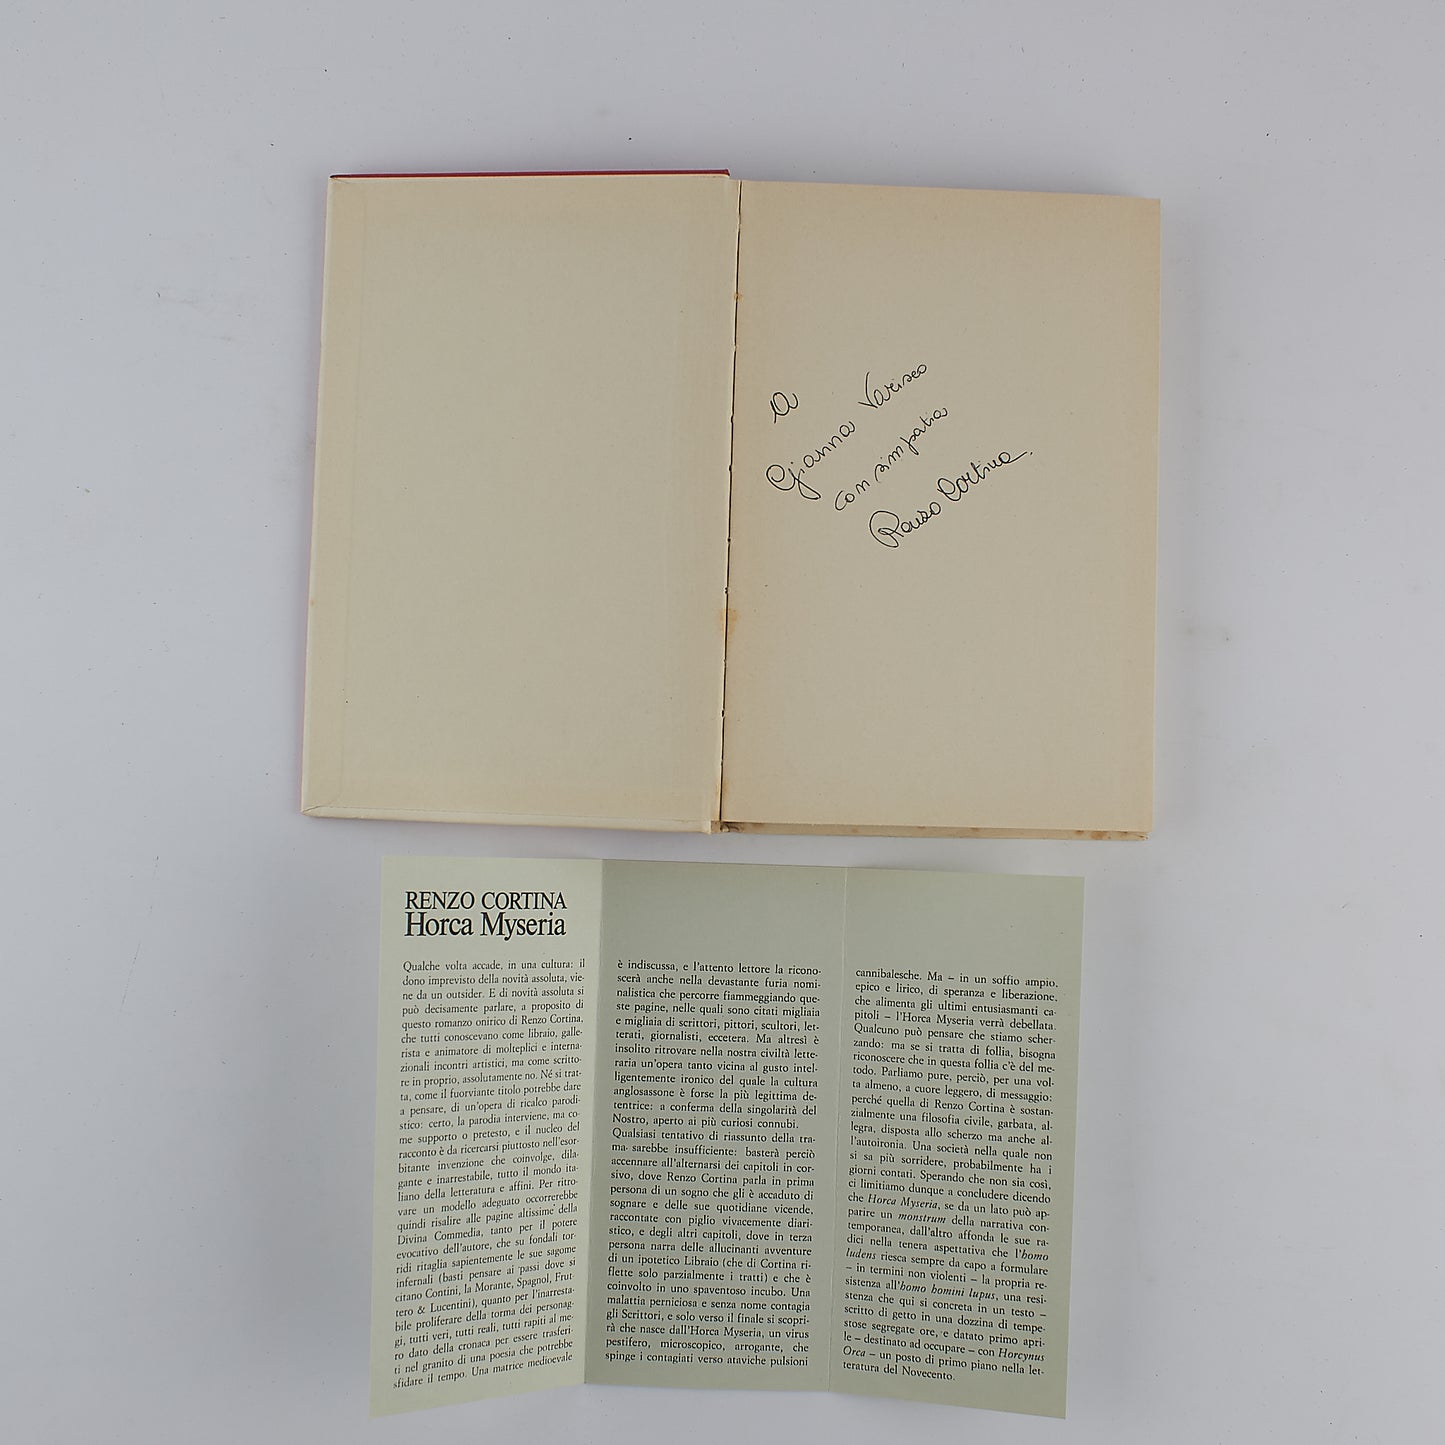 a
Gianna Varisco
con simpatia
Renzo Cortina.
RENZO CORTINA
Horca Myseria
Qualche volta accade, in una cultura: il
dono imprevisto della novità assoluta, vie-
ne da un outsider. E di novità assoluta si
può decisamente parlare, a proposito di
questo romanzo onirico di Renzo Cortina,
che tutti conoscevamo come libraio, galle-
rista e animatore di molteplici e interna-
zionali incontri artistici, ma come scritto-
re in proprio, assolutamente no. Né si trat-
ta, come il fuorviante titolo potrebbe dare
a pensare, di un'opera di ricalco parodi-
stico: certo, la parodia interviene, ma co-
me supporto o pretesto, e il nucleo del
racconto è da ricercarsi piuttosto nell'esor-
bitante invenzione che coinvolge, dila-
gante e inarrestabile, tutto il mondo ita-
liano della letteratura e affini. Per ritro-
vare un modello adeguato occorrerebbe
quindi risalire alle pagine altissime della
Divina Commedia, tanto per il potere
evocativo dell'autore, che su fondali tor-
ridi ritaglia sapientemente le sue sagome
infernali (basti pensare ai passi dove si
citano Contini, la Morante, Spagnol, Frut-
tero & Lucentini), quanto per l'inarresta-
bile proliferare della torma dei personag-
gi, tutti veri, tutti reali, tutti rapiti al me-
ro dato della cronaca per essere trasferi-
ti nel granito di una poesia che potrebbe
sfidare il tempo. Una matrice medioevale
è indiscussa, e l'attento lettore la ricono-
scerà anche nella devastante furia nomi-
nalistica che percorre fiammeggiando que-
ste pagine, nelle quali sono citati migliaia
e migliaia di scrittori, pittori, scultori, let-
terati, giornalisti, eccetera. Ma altresì è
insolito ritrovare nella nostra civiltà lette-
raria un'opera tanto vicina al gusto intel-
ligentemente ironico del quale la cultura
anglosassone è forse la più legittima de-
tentrice: a conferma della singolarità del
Nostro, aperto ai più curiosi connubi.
Qualsiasi tentativo di riassunto della tra-
ma sarebbe insufficiente: basterà perciò
accennare all'alternarsi dei capitoli in cor-
sivo, dove Renzo Cortina parla in prima
persona di un sogno che gli è accaduto di
sognare e delle sue quotidiane vicende,
raccontate con piglio vivacemente diari-
stico, e degli altri capitoli, dove in terza
persona narra delle allucinanti avventure
di un ipotetico Libraio (che di Cortina ri-
flette solo parzialmente i tratti) e che è
coinvolto in uno spaventoso incubo. Una
malattia perniciosa e senza nome contagia
gli Scrittori, e solo verso il finale si scopri-
rà che nasce dall'Horca Myseria, un virus
pestifero, microscopico, arrogante, che
spinge i contagiati verso ataviche pulsioni
cannibalesche. Ma – in un soffio ampio,
epico e lirico, di speranza e liberazione,
che alimenta gli ultimi entusiasmanti ca-
pitoli – l'Horca Myseria verrà debellata.
Qualcuno può pensare che stiamo scher-
zando: ma se si tratta di follia, bisogna
riconoscere che in questa follia c'è del me-
todo. Parliamo pure, perciò, per una vol-
ta almeno, a cuore leggero, di messaggio:
perché quella di Renzo Cortina è sostan-
zialmente una filosofia civile, garbata, al-
legra, disposta allo scherzo ma anche al-
l'autoironia. Una società nella quale non
si sa più sorridere, probabilmente ha i
giorni contati. Sperando che non sia così,
ci limitiamo dunque a concludere dicendo
che Horca Myseria, se da un lato può ap-
parire un monstrum della narrativa con-
temporanea, dall'altro affonda le sue ra-
dici nella tenera aspettativa che l'homo
ludens riesca sempre da capo a formulare
– in termini non violenti – la propria re-
sistenza all'homo homini lupus, una resi-
stenza che qui si concreta in un testo –
scritto di getto in una dozzina di tempe-
stose segregate ore, e datato primo apri-
le – destinato ad occupare – con Horcynus
Orca – un posto di primo piano nella let-
teratura del Novecento.